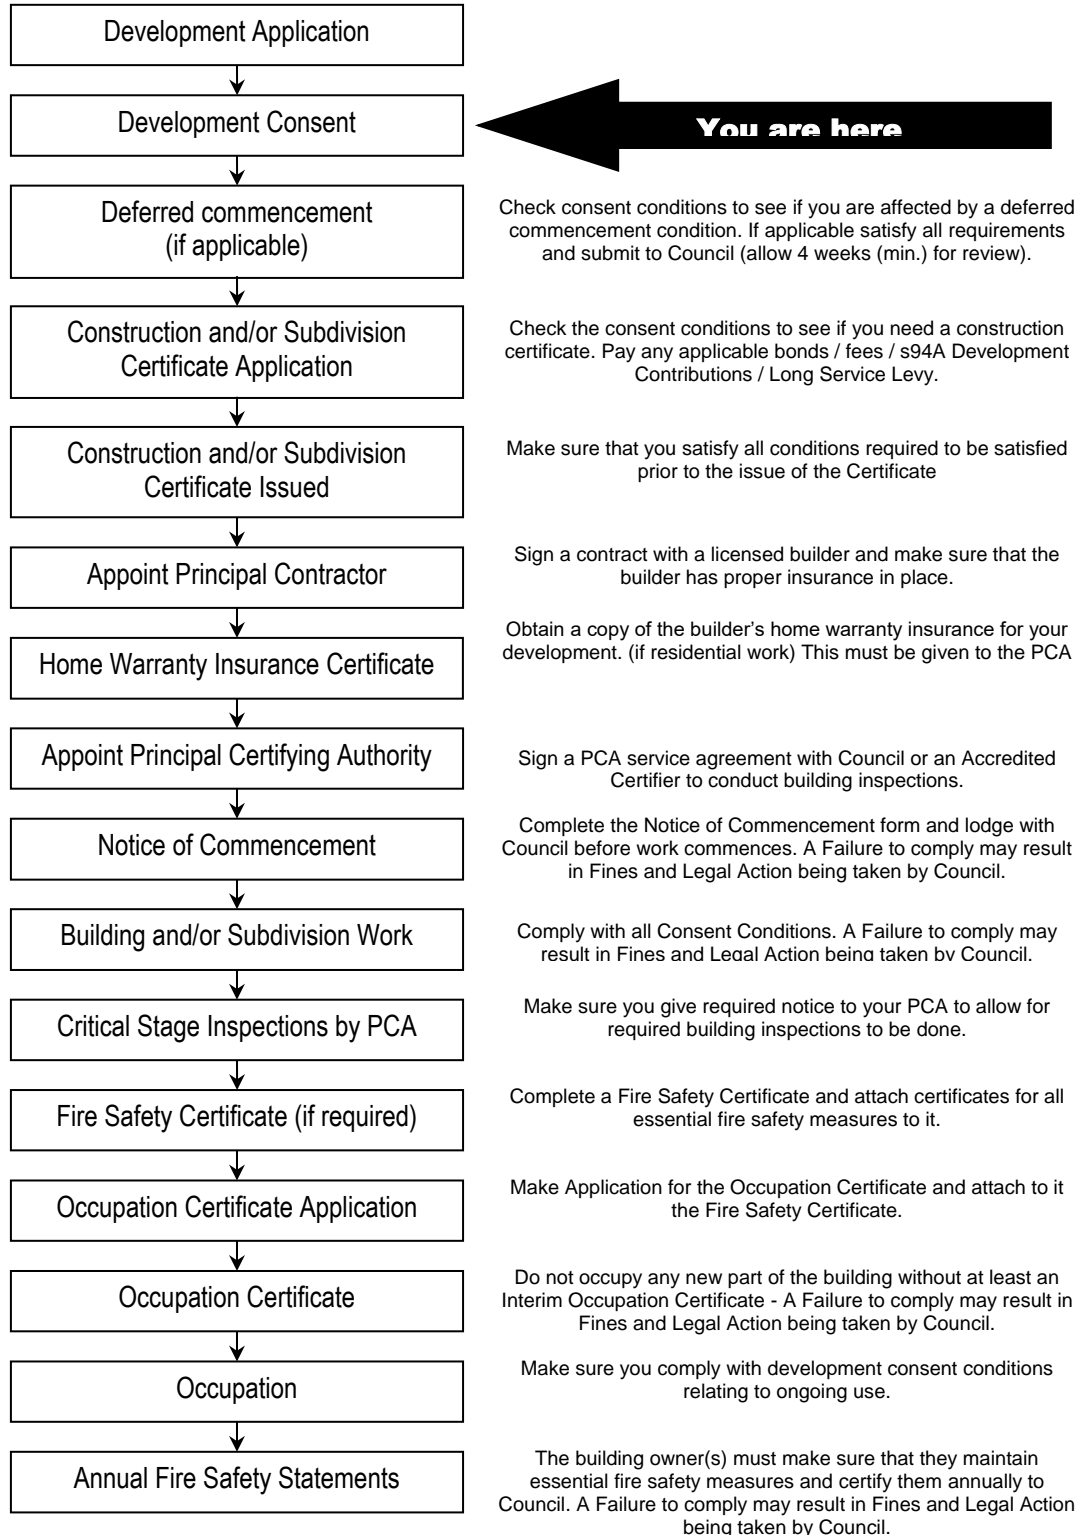 Development Application
Development Consent
You are here
Deferred commencement
(if applicable)
Check consent conditions to see if you are affected by a deferred
commencement condition. If applicable satisfy all requirements
and submit to Council (allow 4 weeks (min.) for review).
Construction and/or Subdivision
Certificate Application
Check the consent conditions to see if you need a construction
certificate. Pay any applicable bonds / fees / s94A Development
Contributions / Long Service Levy.
Construction and/or Subdivision
Certificate Issued
Make sure that you satisfy all conditions required to be satisfied
prior to the issue of the Certificate
Appoint Principal Contractor
Sign a contract with a licensed builder and make sure that the
builder has proper insurance in place.
Home Warranty Insurance Certificate
Obtain a copy of the builder’s home warranty insurance for your
development. (if residential work) This must be given to the PCA
Appoint Principal Certifying Authority
Sign a PCA service agreement with Council or an Accredited
Certifier to conduct building inspections.
Notice of Commencement
Complete the Notice of Commencement form and lodge with
Council before work commences. A Failure to comply may result
in Fines and Legal Action being taken by Council.
Building and/or Subdivision Work
Comply with all Consent Conditions. A Failure to comply may
result in Fines and Legal Action being taken by Council.
Critical Stage Inspections by PCA
Make sure you give required notice to your PCA to allow for
required building inspections to be done.
Fire Safety Certificate (if required)
Complete a Fire Safety Certificate and attach certificates for all
essential fire safety measures to it.
Occupation Certificate Application
Make Application for the Occupation Certificate and attach to it
the Fire Safety Certificate.
Occupation Certificate
Do not occupy any new part of the building without at least an
Interim Occupation Certificate - A Failure to comply may result in
Fines and Legal Action being taken by Council.
Occupation
Make sure you comply with development consent conditions
relating to ongoing use.
Annual Fire Safety Statements
The building owner(s) must make sure that they maintain
essential fire safety measures and certify them annually to
Council. A Failure to comply may result in Fines and Legal Action
being taken by Council.